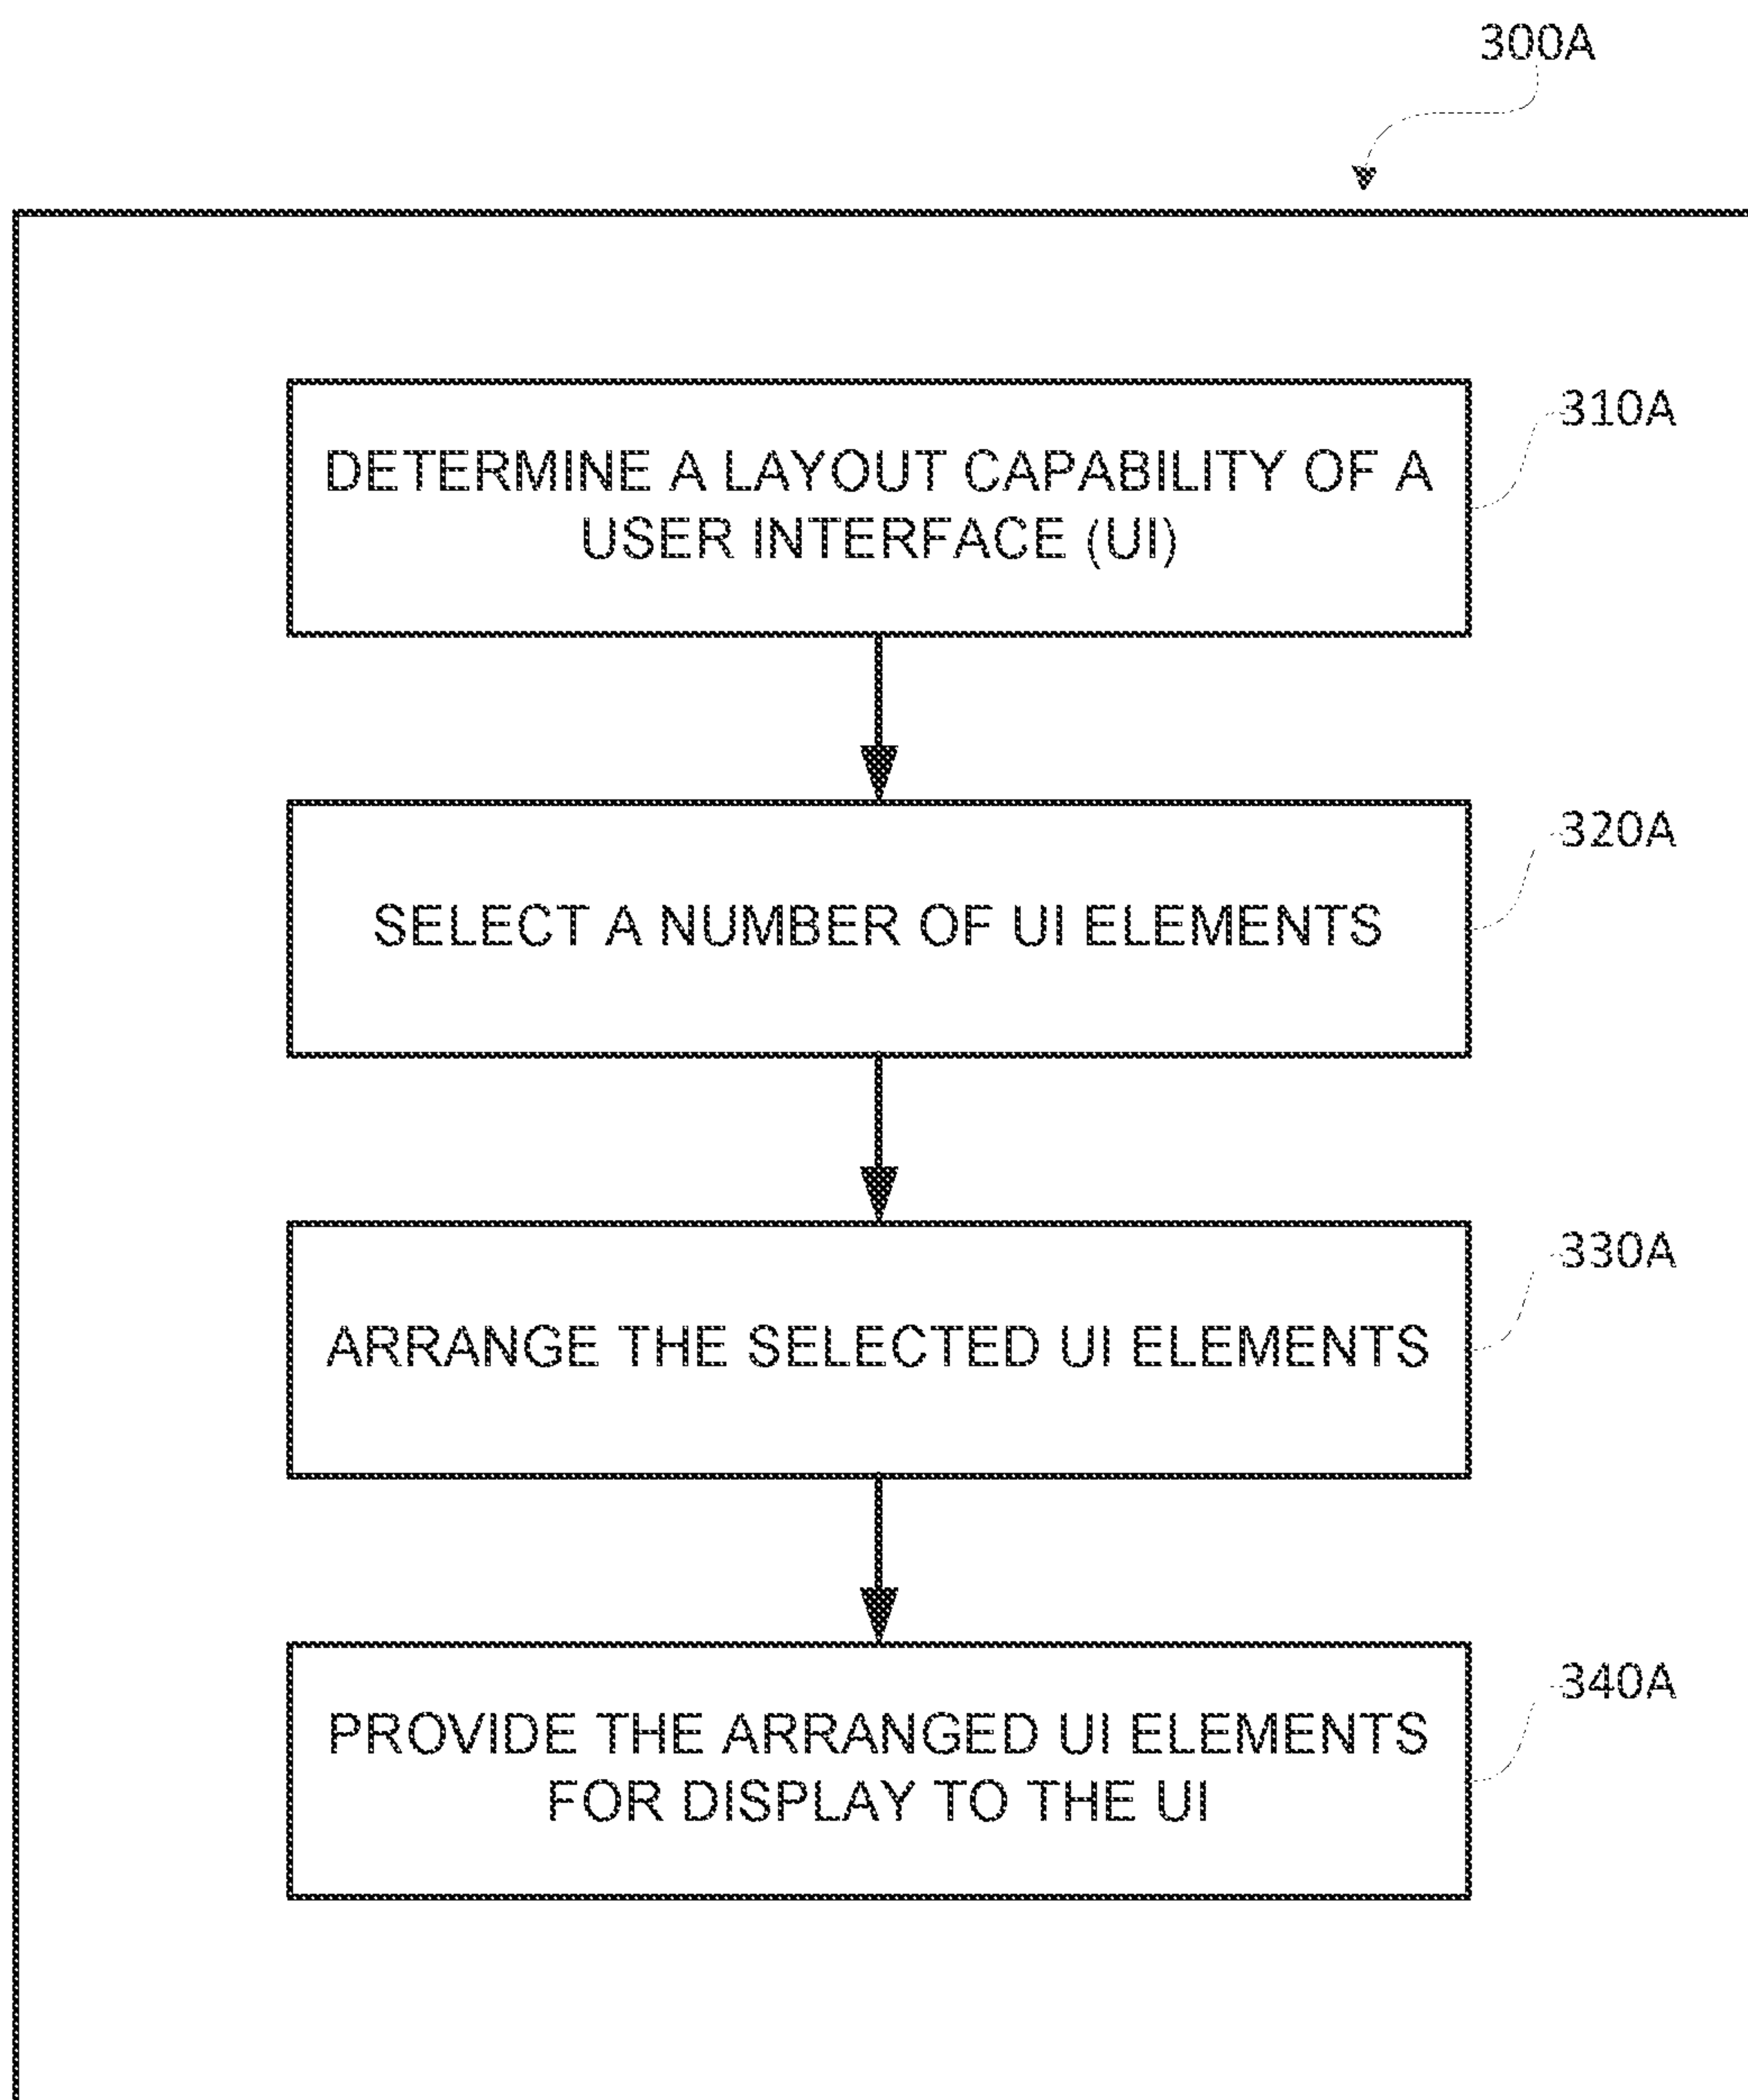 300A
310A
DETERMINE A LAYOUT CAPABILITY OF A
USER INTERFACE (UI)
320A
SELECT A NUMBER OF UI ELEMENTS
330A
ARRANGE THE SELECTED UI ELEMENTS
340A
PROVIDE THE ARRANGED UI ELEMENTS
FOR DISPLAY TO THE UI